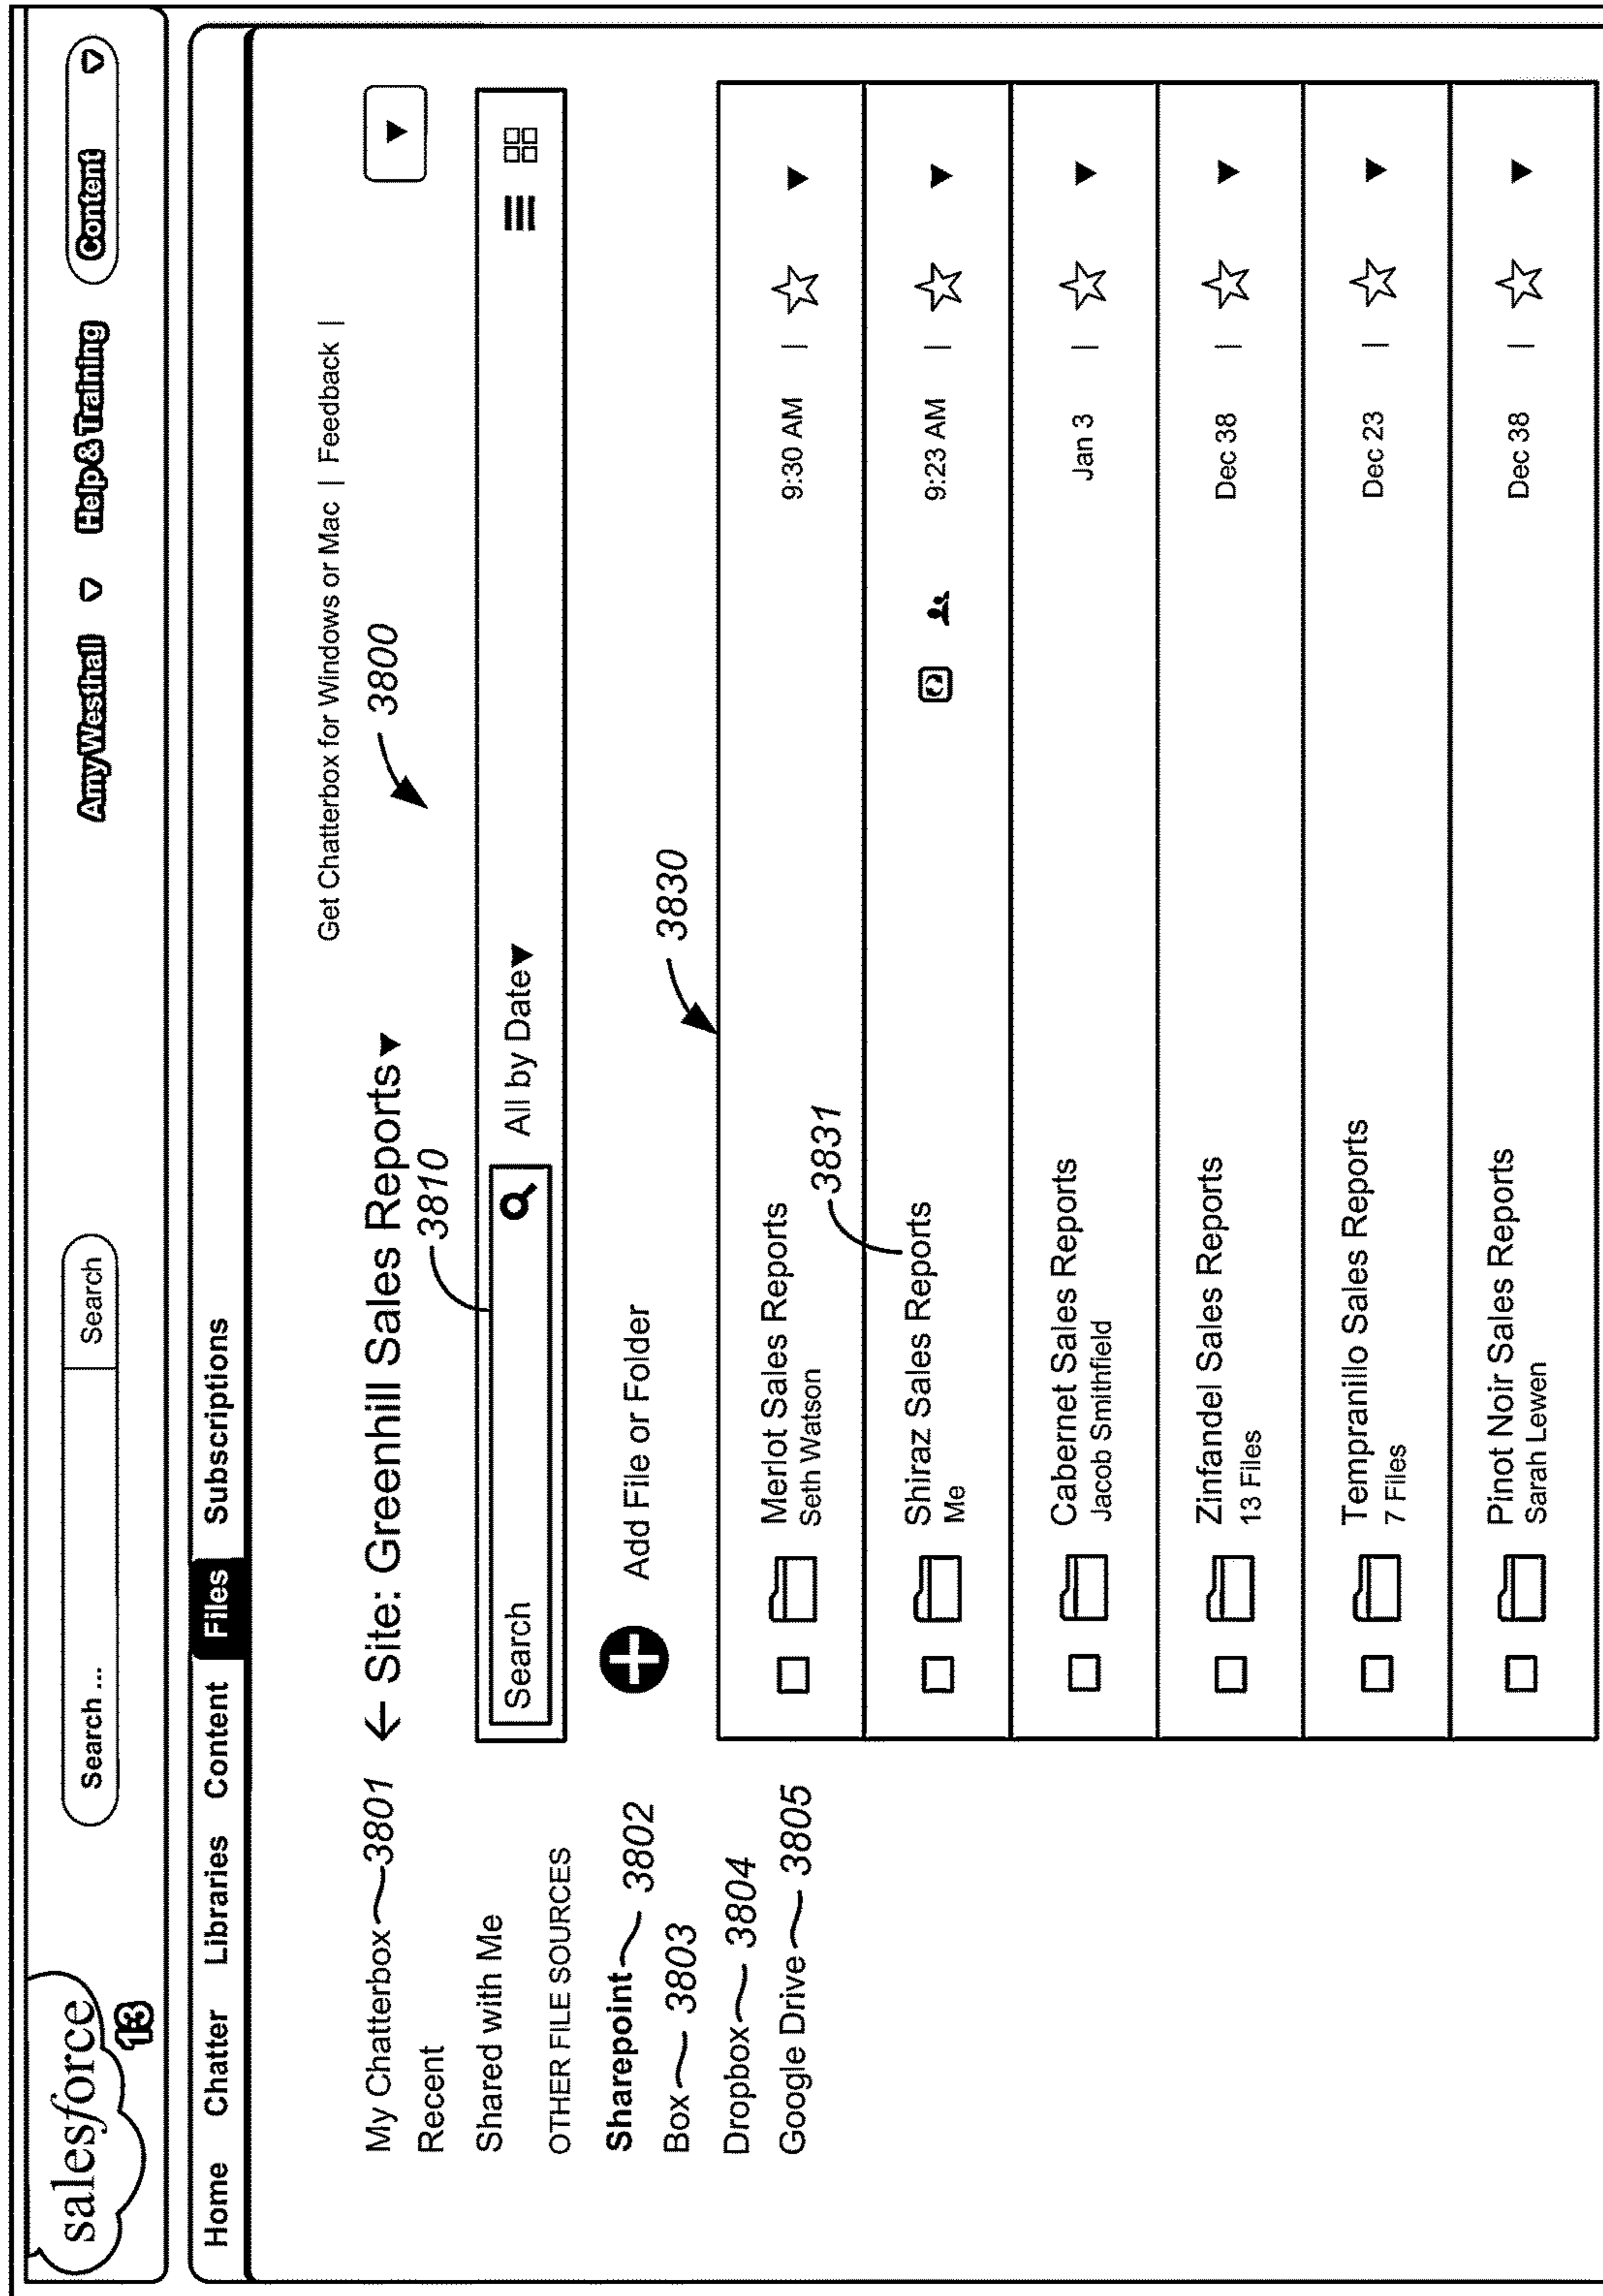 salesforce
13
Search ... Search
Amy Westhall Help & Training Content
Home Chatter Libraries Content Files Subscriptions
Get Chatterbox for Windows or Mac | Feedback |
3800
My Chatterbox 3801
Recent
Shared with Me
OTHER FILE SOURCES
Sharepoint 3802
Box 3803
Dropbox 3804
Google Drive 3805
← Site: Greenhill Sales Reports▼
3810
Search All by Date▼
Add File or Folder
3830
Merlot Sales Reports 9:30 AM |
Seth Watson
3831
Shiraz Sales Reports 9:23 AM |
Me
Cabernet Sales Reports Jan 3 |
Jacob Smithfield
Zinfandel Sales Reports Dec 38 |
13 Files
Tempranillo Sales Reports Dec 23 |
7 Files
Pinot Noir Sales Reports Dec 38 |
Sarah Lewen